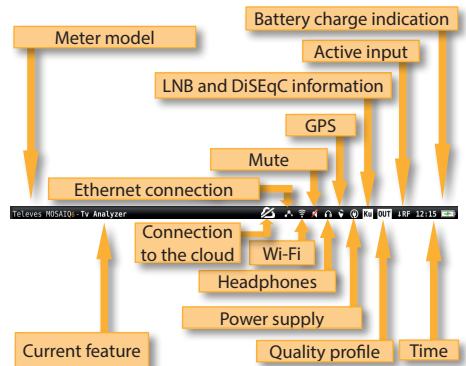 Battery charge indication
Meter model
Active input
LNB and DiSEqC information
GPS
Mute
Ethernet connection
Televes MOSAIQ6-Tv Analyzer Ku OUT ↓RF 12:15
Connection
to the cloud
Wi-Fi
Headphones
Power supply
Current feature
Quality profile
Time